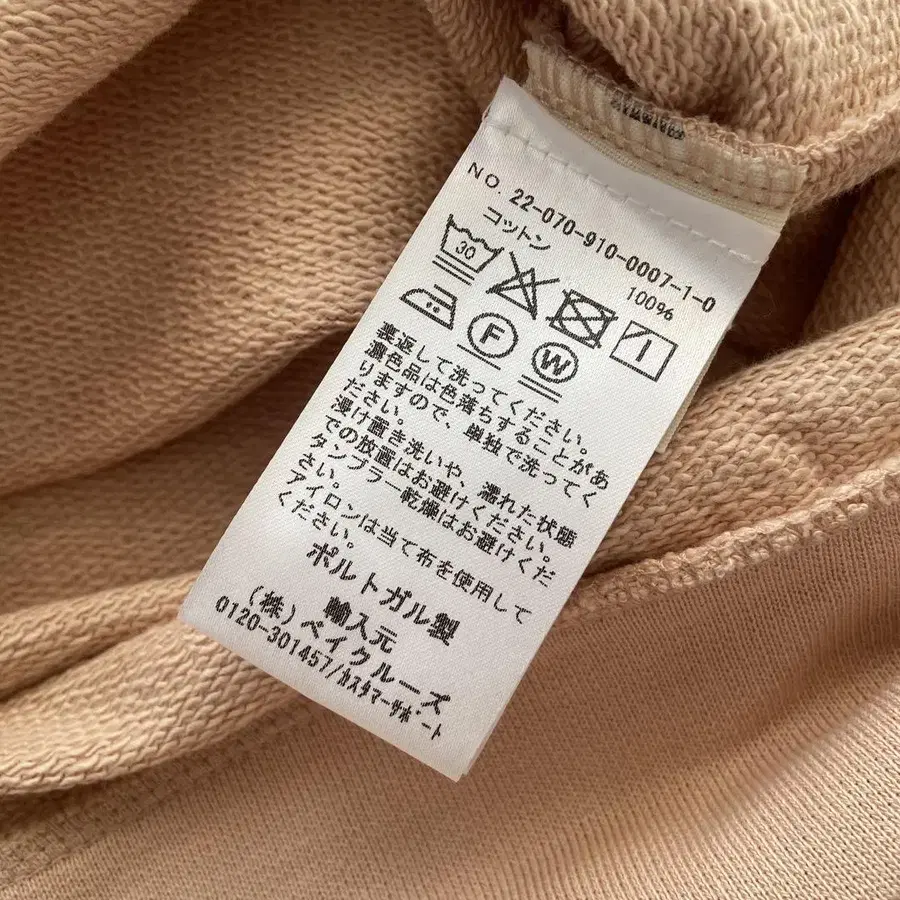 NO. 22-070-910-0007-1-0
コットン 100%
30
F W
裏返して洗ってください。
濃色品は色落ちすることがあ
りますので、単独で洗ってく
ださい。
浸け置き洗いや、濡れた状態
での放置はお避けください。
タンブラー乾燥はお避けくだ
さい。
アイロンは当て布を使用して
ください。
ポルトガル製
輸入元
(株)ベイクルーズ
0120-301457/カスタマーサポート